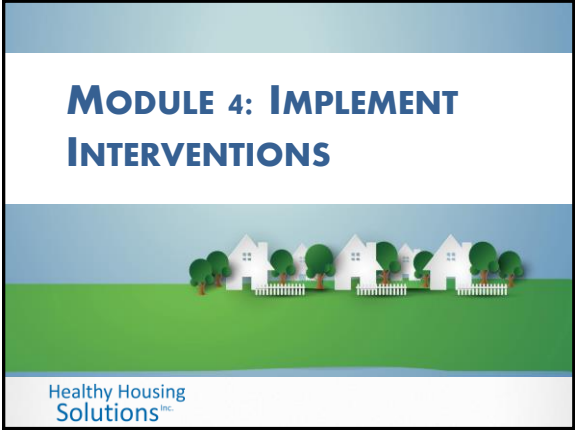 MODULE 4: IMPLEMENT
INTERVENTIONS
Healthy Housing
Solutions Inc.